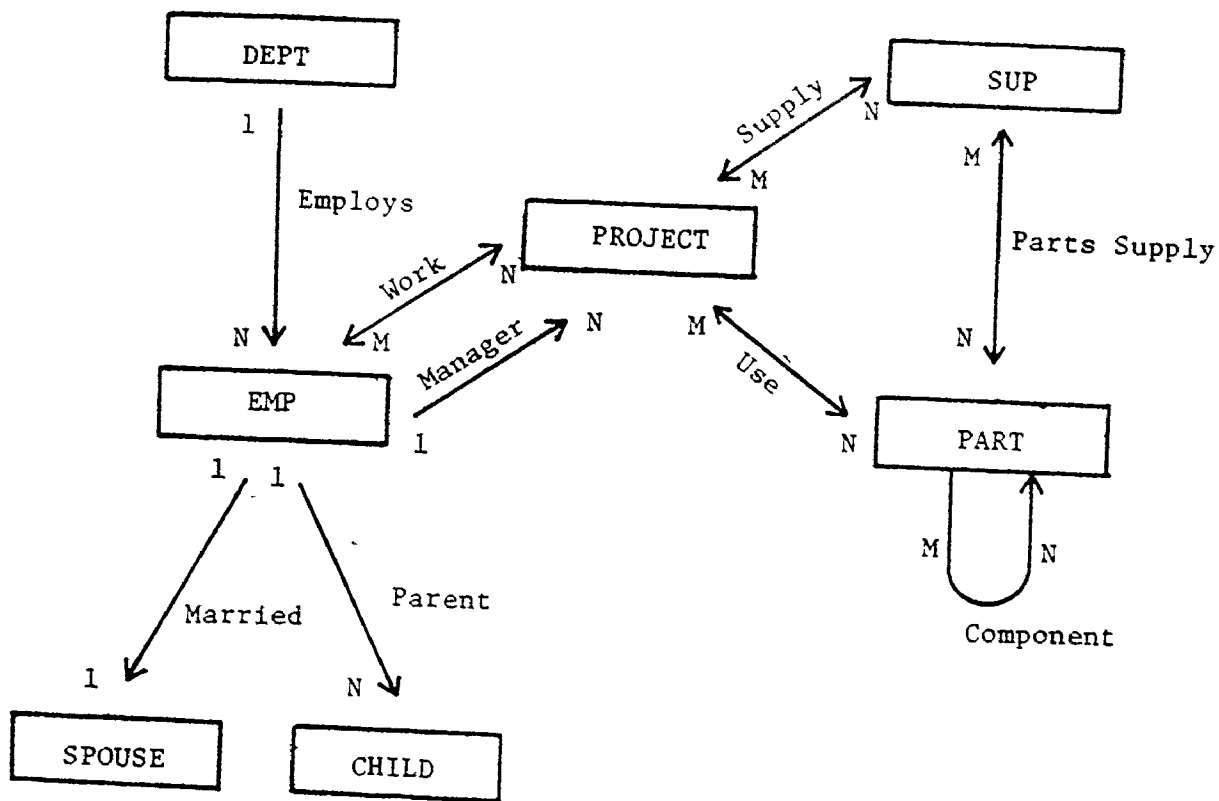 DEPT
SUP
1
Supply
N
M
M
Employs
PROJECT
Parts Supply
Work
N
N
M
Manager
N
M
N
Use
EMP
1
N
PART
1 1
M
N
Married
Parent
Component
1
N
SPOUSE
CHILD